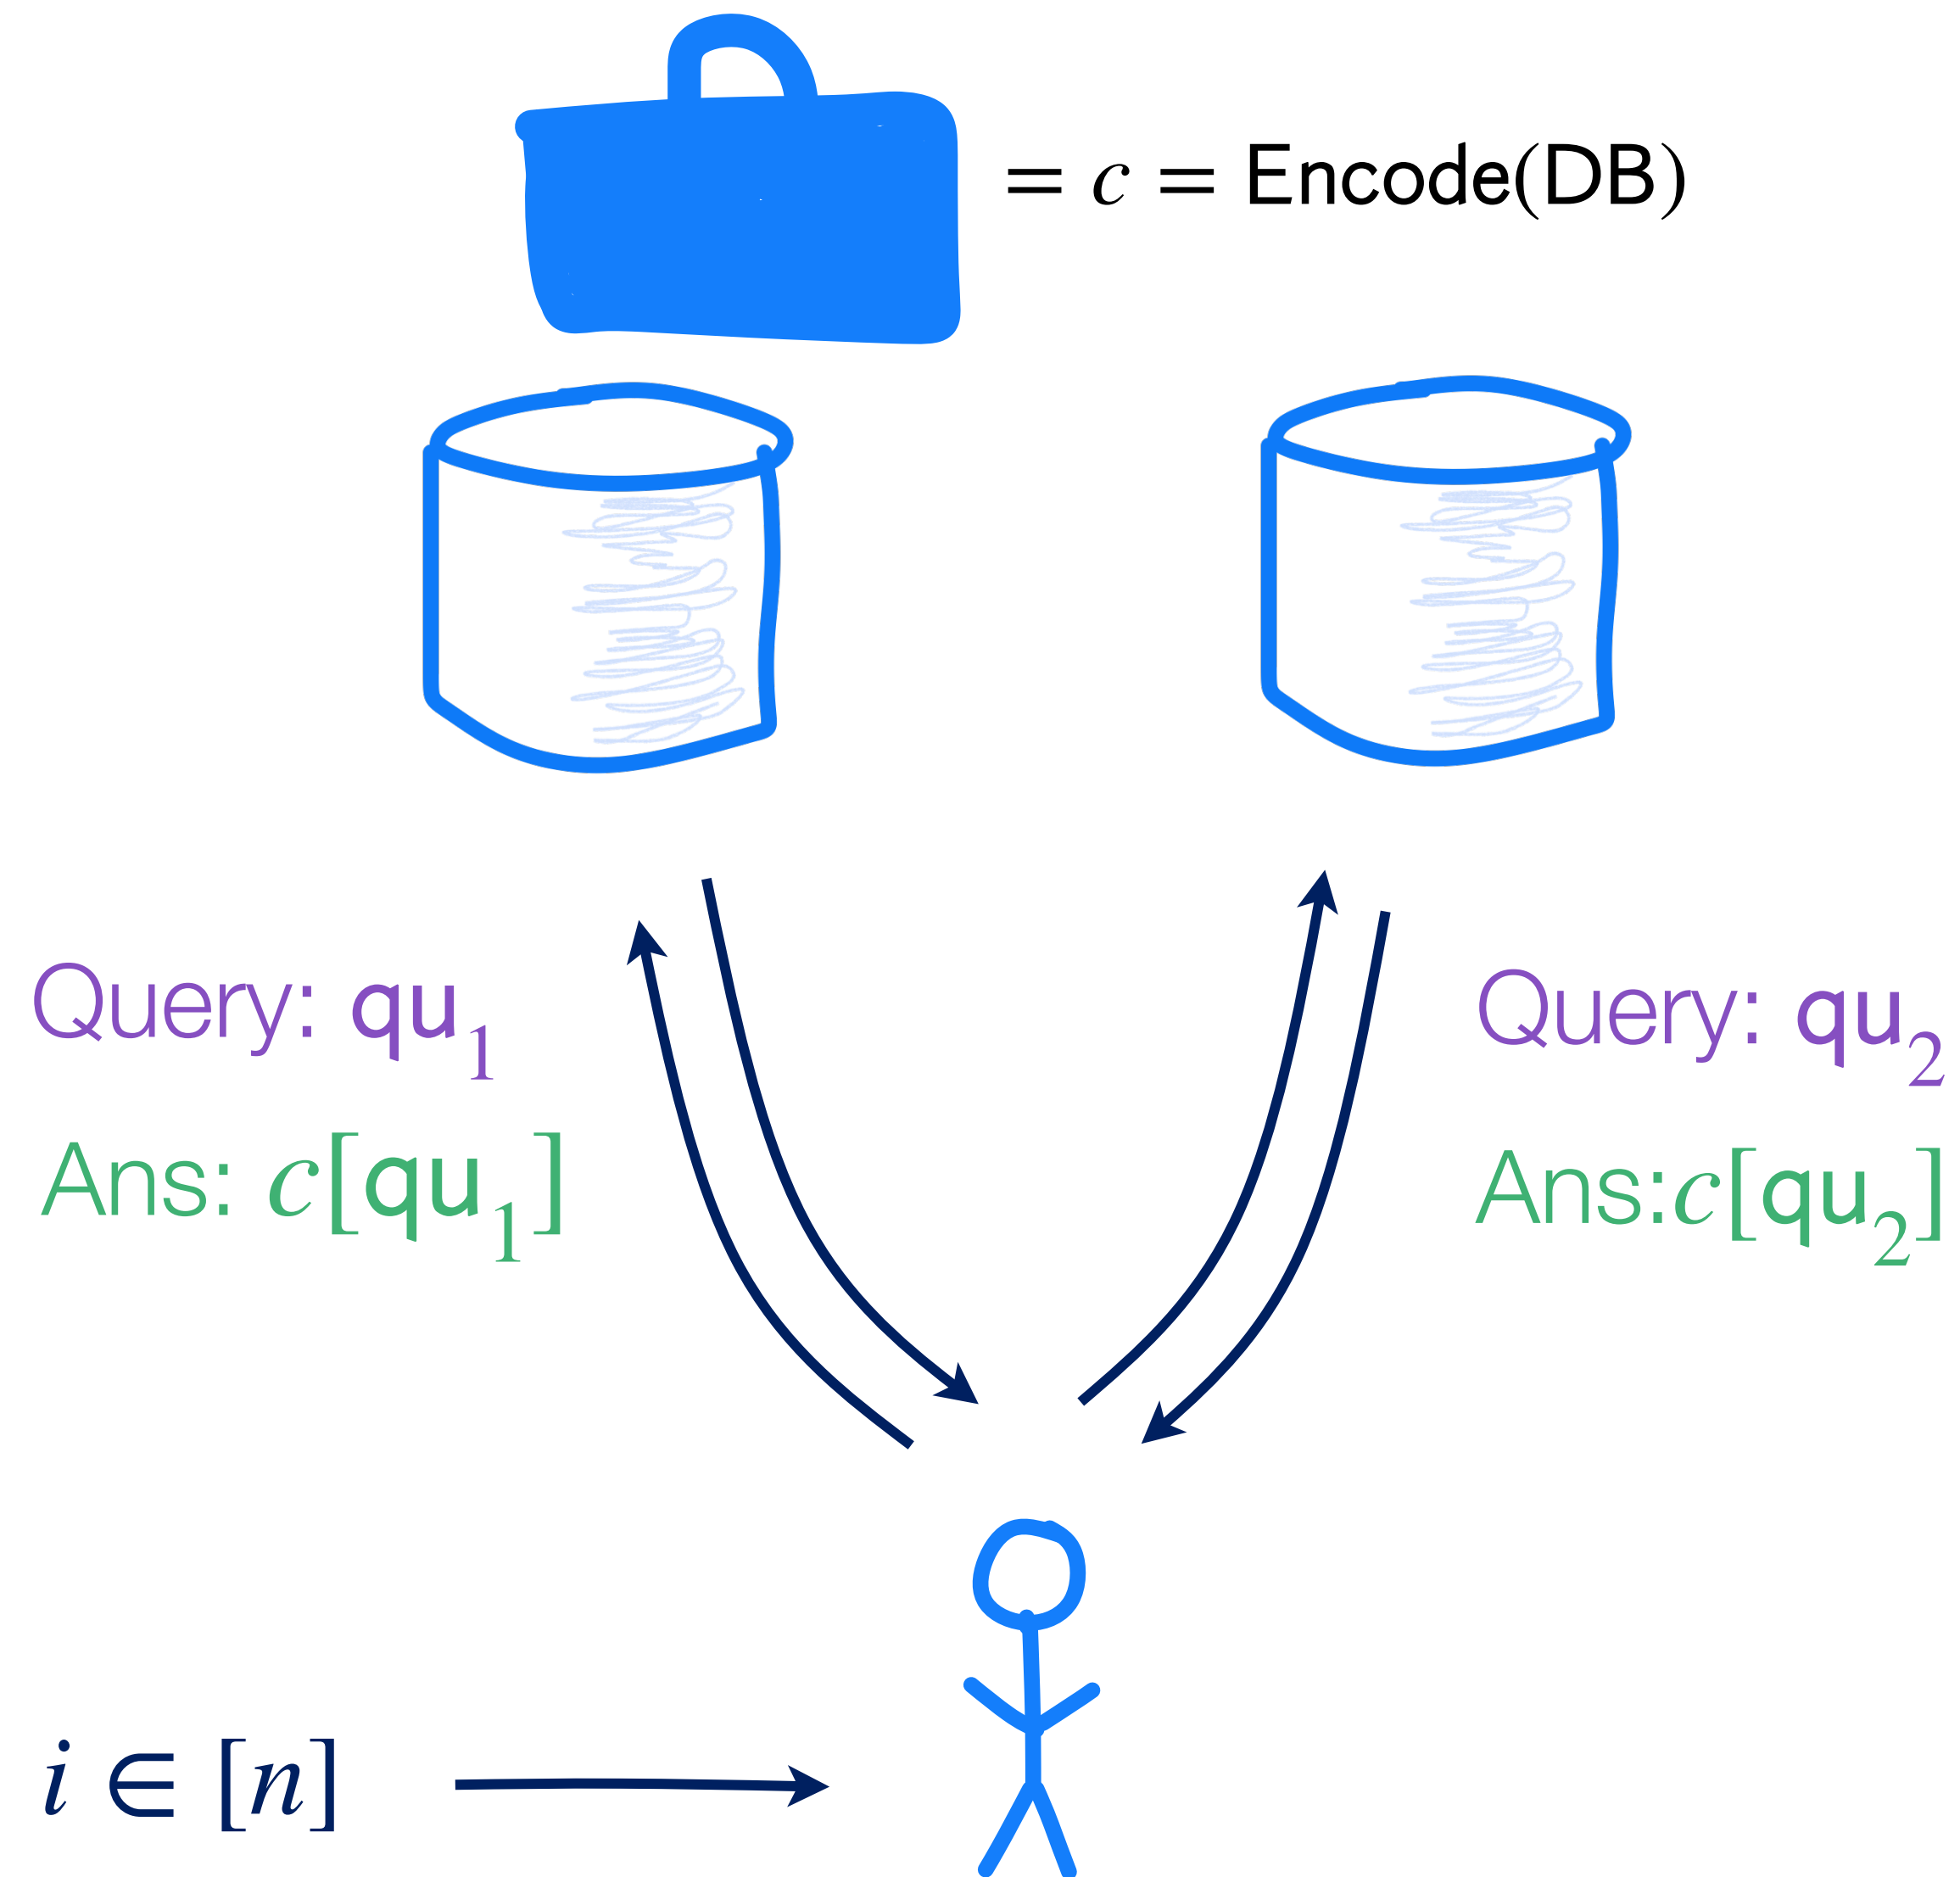 = c = Encode(DB)
Query: qu₁
Ans: c[qu₁]
Query: qu₂
Ans:c[qu₂]
i ∈ [n]